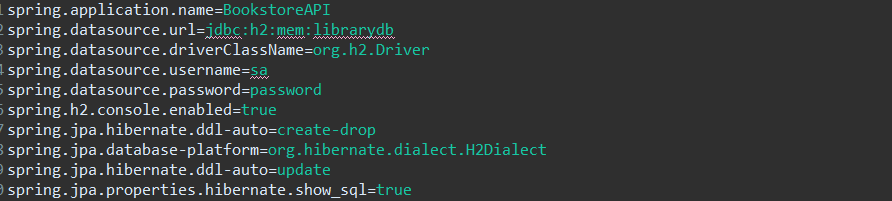 spring.application.name=BookstoreAPI
spring.datasource.url=jdbc:h2:mem:librarydb
spring.datasource.driverClassName=org.h2.Driver
spring.datasource.username=sa
spring.datasource.password=password
spring.h2.console.enabled=true
spring.jpa.hibernate.ddl-auto=create-drop
spring.jpa.database-platform=org.hibernate.dialect.H2Dialect
spring.jpa.hibernate.ddl-auto=update
spring.jpa.properties.hibernate.show_sql=true